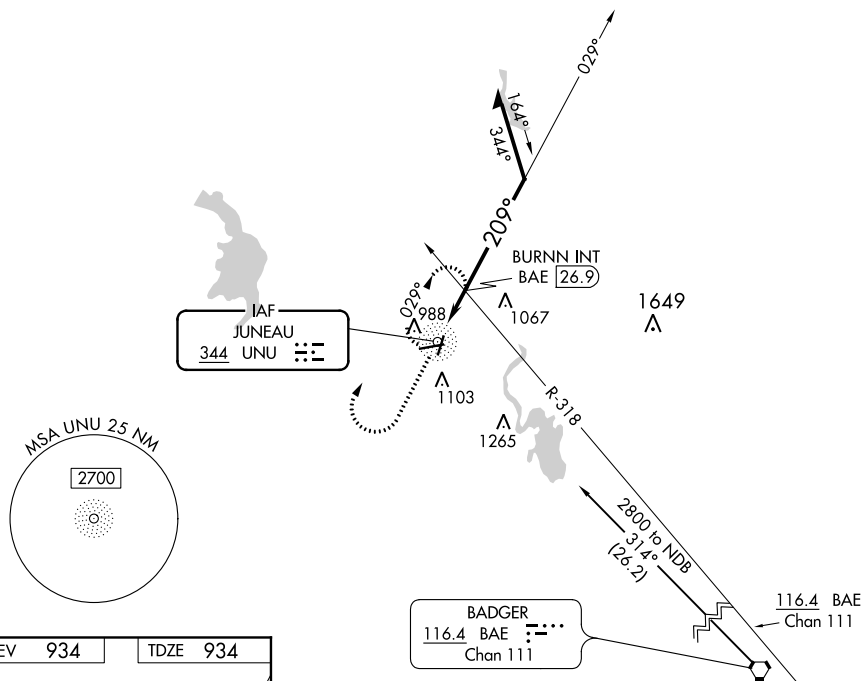 029°
164°
344°
209°
BURNN INT
BAE 26.9
029°
988
1067
1649
IAF
JUNEAU
344 UNU
1103
R-318
1265
MSA UNU 25 NM
2700
2800 to NDB
314°
(26.2)
BADGER
116.4 BAE
Chan 111
116.4 BAE
Chan 111
EV 934
TDZE 934